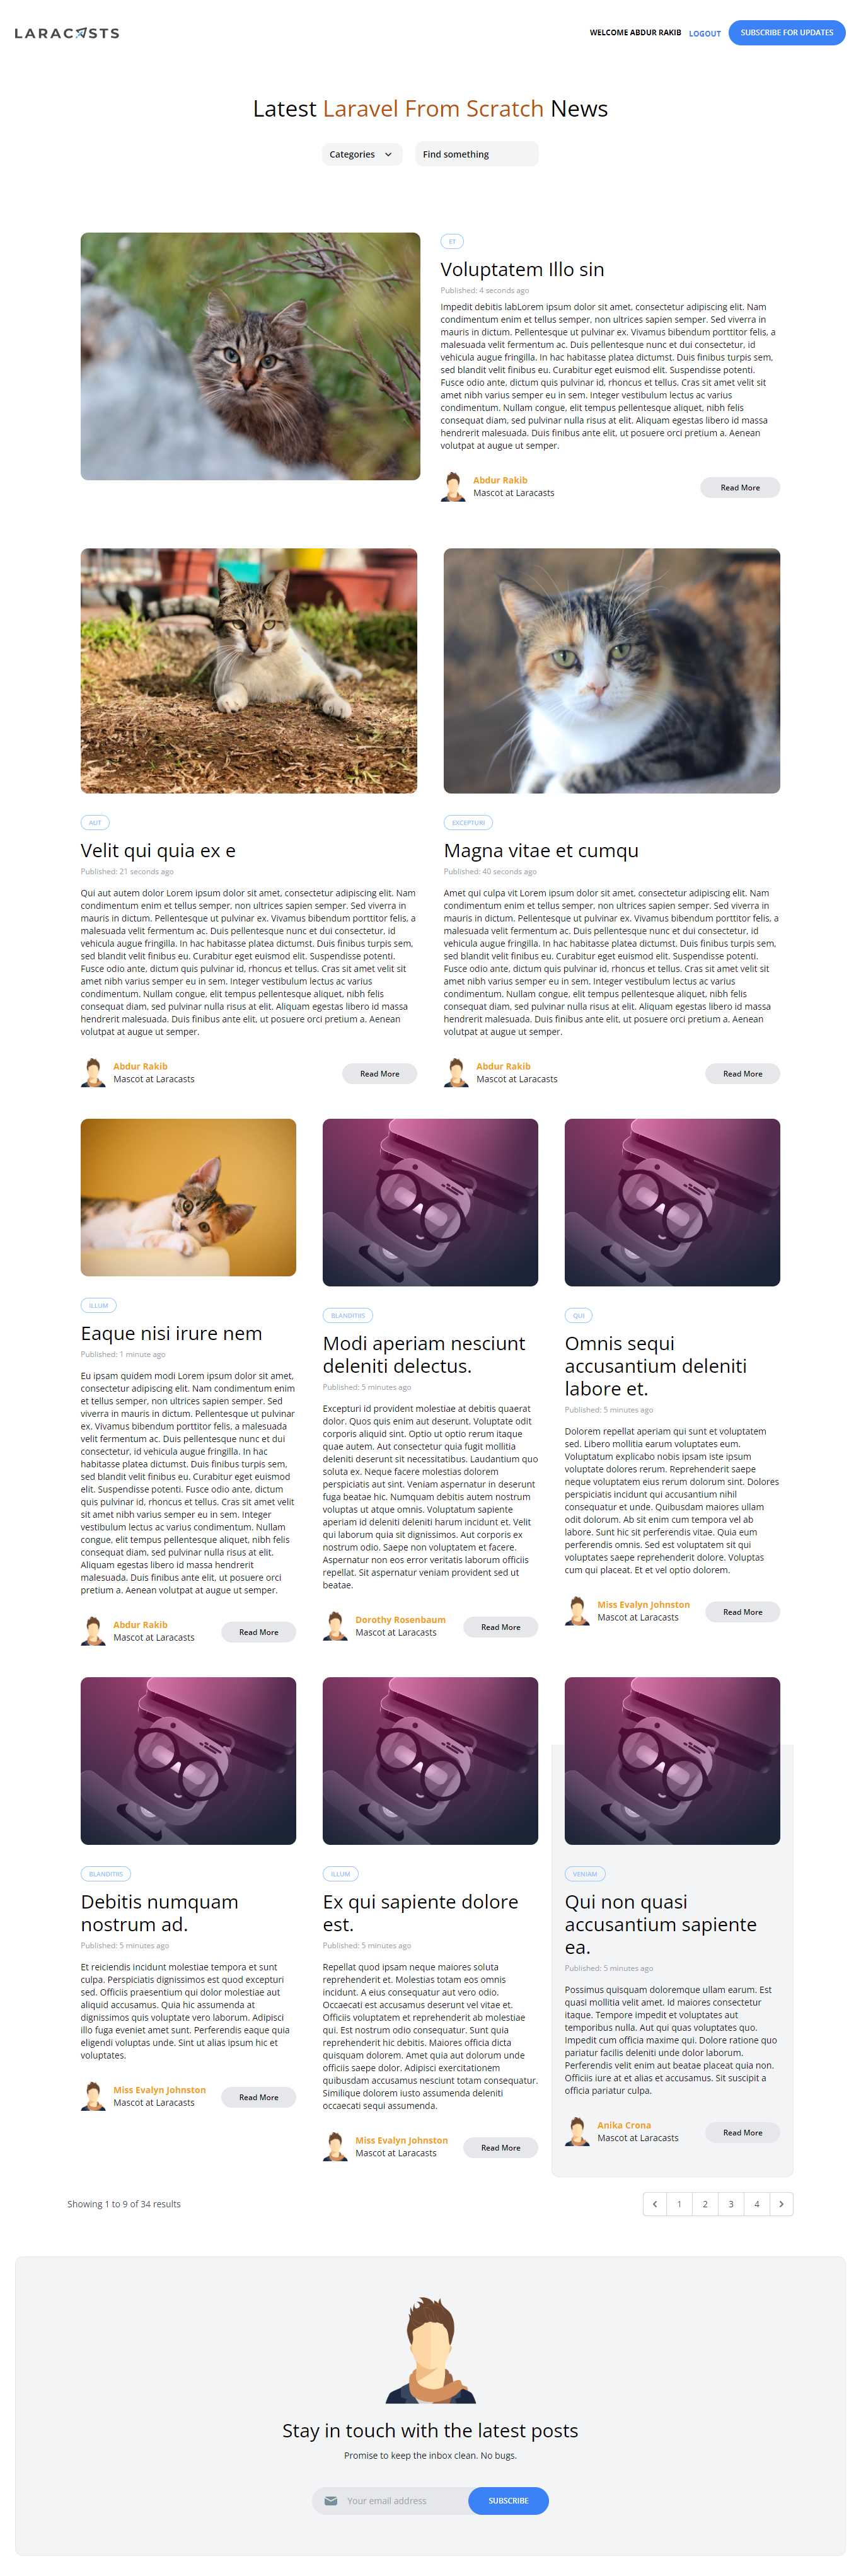 LARACASTS
WELCOME ABDUR RAKIB
LOGOUT
SUBSCRIBE FOR UPDATES
Latest Laravel From Scratch News
Categories
Find something
ET
Voluptatem Illo sin
Published: 4 seconds ago
Impedit debitis labLorem ipsum dolor sit amet, consectetur adipiscing elit. Nam
condimentum enim et tellus semper, non ultrices sapien semper. Sed viverra in
mauris in dictum. Pellentesque ut pulvinar ex. Vivamus bibendum porttitor felis, a
malesuada velit fermentum ac. Duis pellentesque nunc et dui consectetur, id
vehicula augue fringilla. In hac habitasse platea dictumst. Duis finibus turpis sem,
sed blandit velit finibus eu. Curabitur eget euismod elit. Suspendisse potenti.
Fusce odio ante, dictum quis pulvinar id, rhoncus et tellus. Cras sit amet velit sit
amet nibh varius semper eu in sem. Integer vestibulum lectus ac varius
condimentum. Nullam congue, elit tempus pellentesque aliquet, nibh felis
consequat diam, sed pulvinar nulla risus at elit. Aliquam egestas libero id massa
hendrerit malesuada. Duis finibus ante elit, ut posuere orci pretium a. Aenean
volutpat at augue ut semper.
Abdur Rakib
Mascot at Laracasts
Read More
AUT
Velit qui quia ex e
Published: 21 seconds ago
Qui aut autem dolor Lorem ipsum dolor sit amet, consectetur adipiscing elit. Nam
condimentum enim et tellus semper, non ultrices sapien semper. Sed viverra in
mauris in dictum. Pellentesque ut pulvinar ex. Vivamus bibendum porttitor felis, a
malesuada velit fermentum ac. Duis pellentesque nunc et dui consectetur, id
vehicula augue fringilla. In hac habitasse platea dictumst. Duis finibus turpis sem,
sed blandit velit finibus eu. Curabitur eget euismod elit. Suspendisse potenti.
Fusce odio ante, dictum quis pulvinar id, rhoncus et tellus. Cras sit amet velit sit
amet nibh varius semper eu in sem. Integer vestibulum lectus ac varius
condimentum. Nullam congue, elit tempus pellentesque aliquet, nibh felis
consequat diam, sed pulvinar nulla risus at elit. Aliquam egestas libero id massa
hendrerit malesuada. Duis finibus ante elit, ut posuere orci pretium a. Aenean
volutpat at augue ut semper.
Abdur Rakib
Mascot at Laracasts
Read More
EXCEPTURI
Magna vitae et cumqu
Published: 40 seconds ago
Amet qui culpa vit Lorem ipsum dolor sit amet, consectetur adipiscing elit. Nam
condimentum enim et tellus semper, non ultrices sapien semper. Sed viverra in
mauris in dictum. Pellentesque ut pulvinar ex. Vivamus bibendum porttitor felis, a
malesuada velit fermentum ac. Duis pellentesque nunc et dui consectetur, id
vehicula augue fringilla. In hac habitasse platea dictumst. Duis finibus turpis sem,
sed blandit velit finibus eu. Curabitur eget euismod elit. Suspendisse potenti.
Fusce odio ante, dictum quis pulvinar id, rhoncus et tellus. Cras sit amet velit sit
amet nibh varius semper eu in sem. Integer vestibulum lectus ac varius
condimentum. Nullam congue, elit tempus pellentesque aliquet, nibh felis
consequat diam, sed pulvinar nulla risus at elit. Aliquam egestas libero id massa
hendrerit malesuada. Duis finibus ante elit, ut posuere orci pretium a. Aenean
volutpat at augue ut semper.
Abdur Rakib
Mascot at Laracasts
Read More
ILLUM
Eaque nisi irure nem
Published: 1 minute ago
Eu ipsam quidem modi Lorem ipsum dolor sit amet,
consectetur adipiscing elit. Nam condimentum enim
et tellus semper, non ultrices sapien semper. Sed
viverra in mauris in dictum. Pellentesque ut pulvinar
ex. Vivamus bibendum porttitor felis, a malesuada
velit fermentum ac. Duis pellentesque nunc et dui
consectetur, id vehicula augue fringilla. In hac
habitasse platea dictumst. Duis finibus turpis sem,
sed blandit velit finibus eu. Curabitur eget euismod
elit. Suspendisse potenti. Fusce odio ante, dictum
quis pulvinar id, rhoncus et tellus. Cras sit amet velit
sit amet nibh varius semper eu in sem. Integer
vestibulum lectus ac varius condimentum. Nullam
congue, elit tempus pellentesque aliquet, nibh felis
consequat diam, sed pulvinar nulla risus at elit.
Aliquam egestas libero id massa hendrerit
malesuada. Duis finibus ante elit, ut posuere orci
pretium a. Aenean volutpat at augue ut semper.
Abdur Rakib
Mascot at Laracasts
Read More
BLANDITIIS
Modi aperiam nesciunt
deleniti delectus.
Published: 5 minutes ago
Excepturi id provident molestiae at debitis quaerat
dolor. Quos quis enim aut deserunt. Voluptate odit
corporis aliquid sint. Optio ut optio rerum itaque
quae autem. Aut consectetur quia fugit mollitia
deleniti deserunt sit necessitatibus. Laudantium quo
soluta ex. Neque facere molestias dolorem
perspiciatis aut sint. Veniam aspernatur in deserunt
fuga beatae hic. Numquam debitis autem nostrum
voluptas ut atque omnis. Voluptatum sapiente
aperiam id deleniti deleniti harum incidunt et. Velit
qui laborum quia sit dignissimos. Aut corporis ex
nostrum odio. Saepe non voluptatem et facere.
Aspernatur non eos error veritatis laborum officiis
repellat. Sit aspernatur veniam provident sed ut
beatae.
Dorothy Rosenbaum
Mascot at Laracasts
Read More
QUI
Omnis sequi
accusantium deleniti
labore et.
Published: 5 minutes ago
Dolorem repellat aperiam qui sunt et voluptatem
sed. Libero mollitia earum voluptates eum.
Voluptatum explicabo nobis ipsam iste ipsum
voluptate dolores rerum. Reprehenderit saepe
neque voluptatem eius rerum dolorum sint. Dolores
perspiciatis incidunt qui accusantium nihil
consequatur et unde. Quibusdam maiores ullam
odit dolorum. Ab sit enim cum tempora vel ab
labore. Sunt hic sit perferendis vitae. Quia eum
perferendis omnis. Sed est voluptatem sit qui
voluptates saepe reprehenderit dolore. Voluptas
cum qui placeat. Et et vel optio dolorem.
Miss Evalyn Johnston
Mascot at Laracasts
Read More
BLANDITIIS
Debitis numquam
nostrum ad.
Published: 5 minutes ago
Et reiciendis incidunt molestiae tempora et sunt
culpa. Perspiciatis dignissimos est quod excepturi
sed. Officiis praesentium qui dolor molestiae aut
aliquid accusamus. Quia hic assumenda at
dignissimos quis voluptate vero laborum. Adipisci
illo fuga eveniet amet sunt. Perferendis eaque quia
eligendi voluptas unde. Sint ut alias ipsum hic et
voluptates.
Miss Evalyn Johnston
Mascot at Laracasts
Read More
ILLUM
Ex qui sapiente dolore
est.
Published: 5 minutes ago
Repellat quod ipsam neque maiores soluta
reprehenderit et. Molestias totam eos omnis
incidunt. A eius consequatur aut vero odio.
Occaecati est accusamus deserunt vel vitae et.
Officiis voluptatem et reprehenderit ab molestiae
qui. Est nostrum odio consequatur. Sunt quia
reprehenderit hic debitis. Maiores officia dicta
quisquam dolorem. Amet quia aut dolorum unde
officiis saepe dolor. Adipisci exercitationem
quibusdam accusamus nesciunt totam consequatur.
Similique dolorem iusto assumenda deleniti
occaecati sequi assumenda.
Miss Evalyn Johnston
Mascot at Laracasts
Read More
VENIAM
Qui non quasi
accusantium sapiente
ea.
Published: 5 minutes ago
Possimus quisquam doloremque ullam earum. Est
quasi mollitia velit amet. Id maiores consectetur
itaque. Tempore impedit et voluptates aut
temporibus nulla. Aut qui quas voluptates quo.
Impedit cum officia maxime qui. Dolore ratione quo
pariatur facilis deleniti unde dolor laborum.
Perferendis velit enim aut beatae placeat quia non.
Officiis iure at et alias et accusamus. Sit suscipit a
officia pariatur culpa.
Anika Crona
Mascot at Laracasts
Read More
Showing 1 to 9 of 34 results
1 2 3 4
Stay in touch with the latest posts
Promise to keep the inbox clean. No bugs.
Your email address
SUBSCRIBE